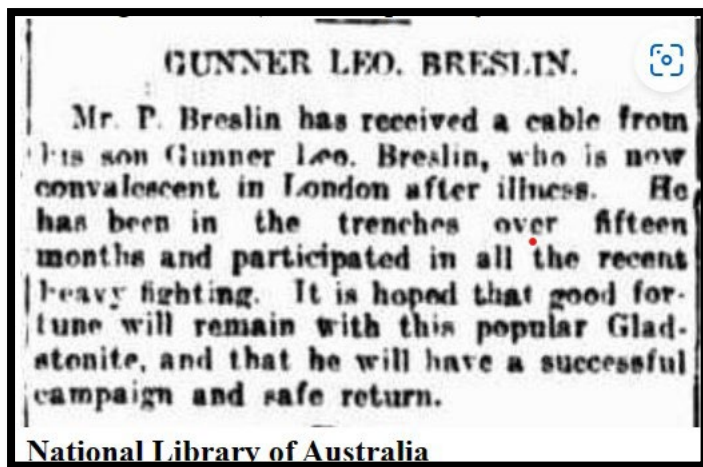 GUNNER LEO. BRESLIN.
Mr. P. Breslin has received a cable from
his son Gunner Leo. Breslin, who is now
convalescent in London after illness. He
has been in the trenches over fifteen
months and participated in all the recent
heavy fighting. It is hoped that good for-
tune will remain with this popular Glad-
stonite, and that he will have a successful
campaign and safe return.
National Library of Australia